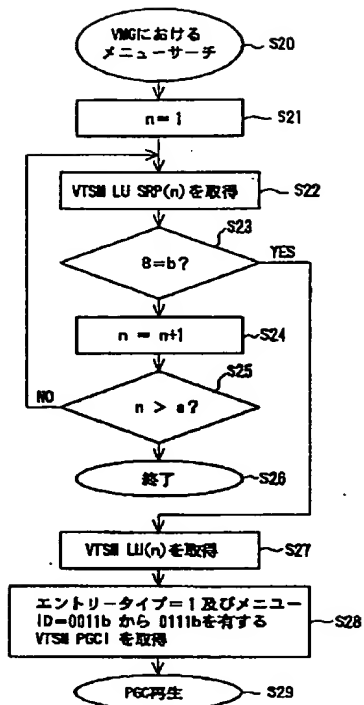 VMGにおける
メニューサーチ
S20
n = 1
S21
VTSM LU SRP(n)を取得
S22
S23
8=b?
YES
n = n+1
S24
S25
NO
n > a?
終了
S26
VTSM LU(n)を取得
S27
エントリータイプ=1 及びメニュー
ID=0011b から 0111bを有する
VTSM PGCI を取得
S28
PGC再生
S29